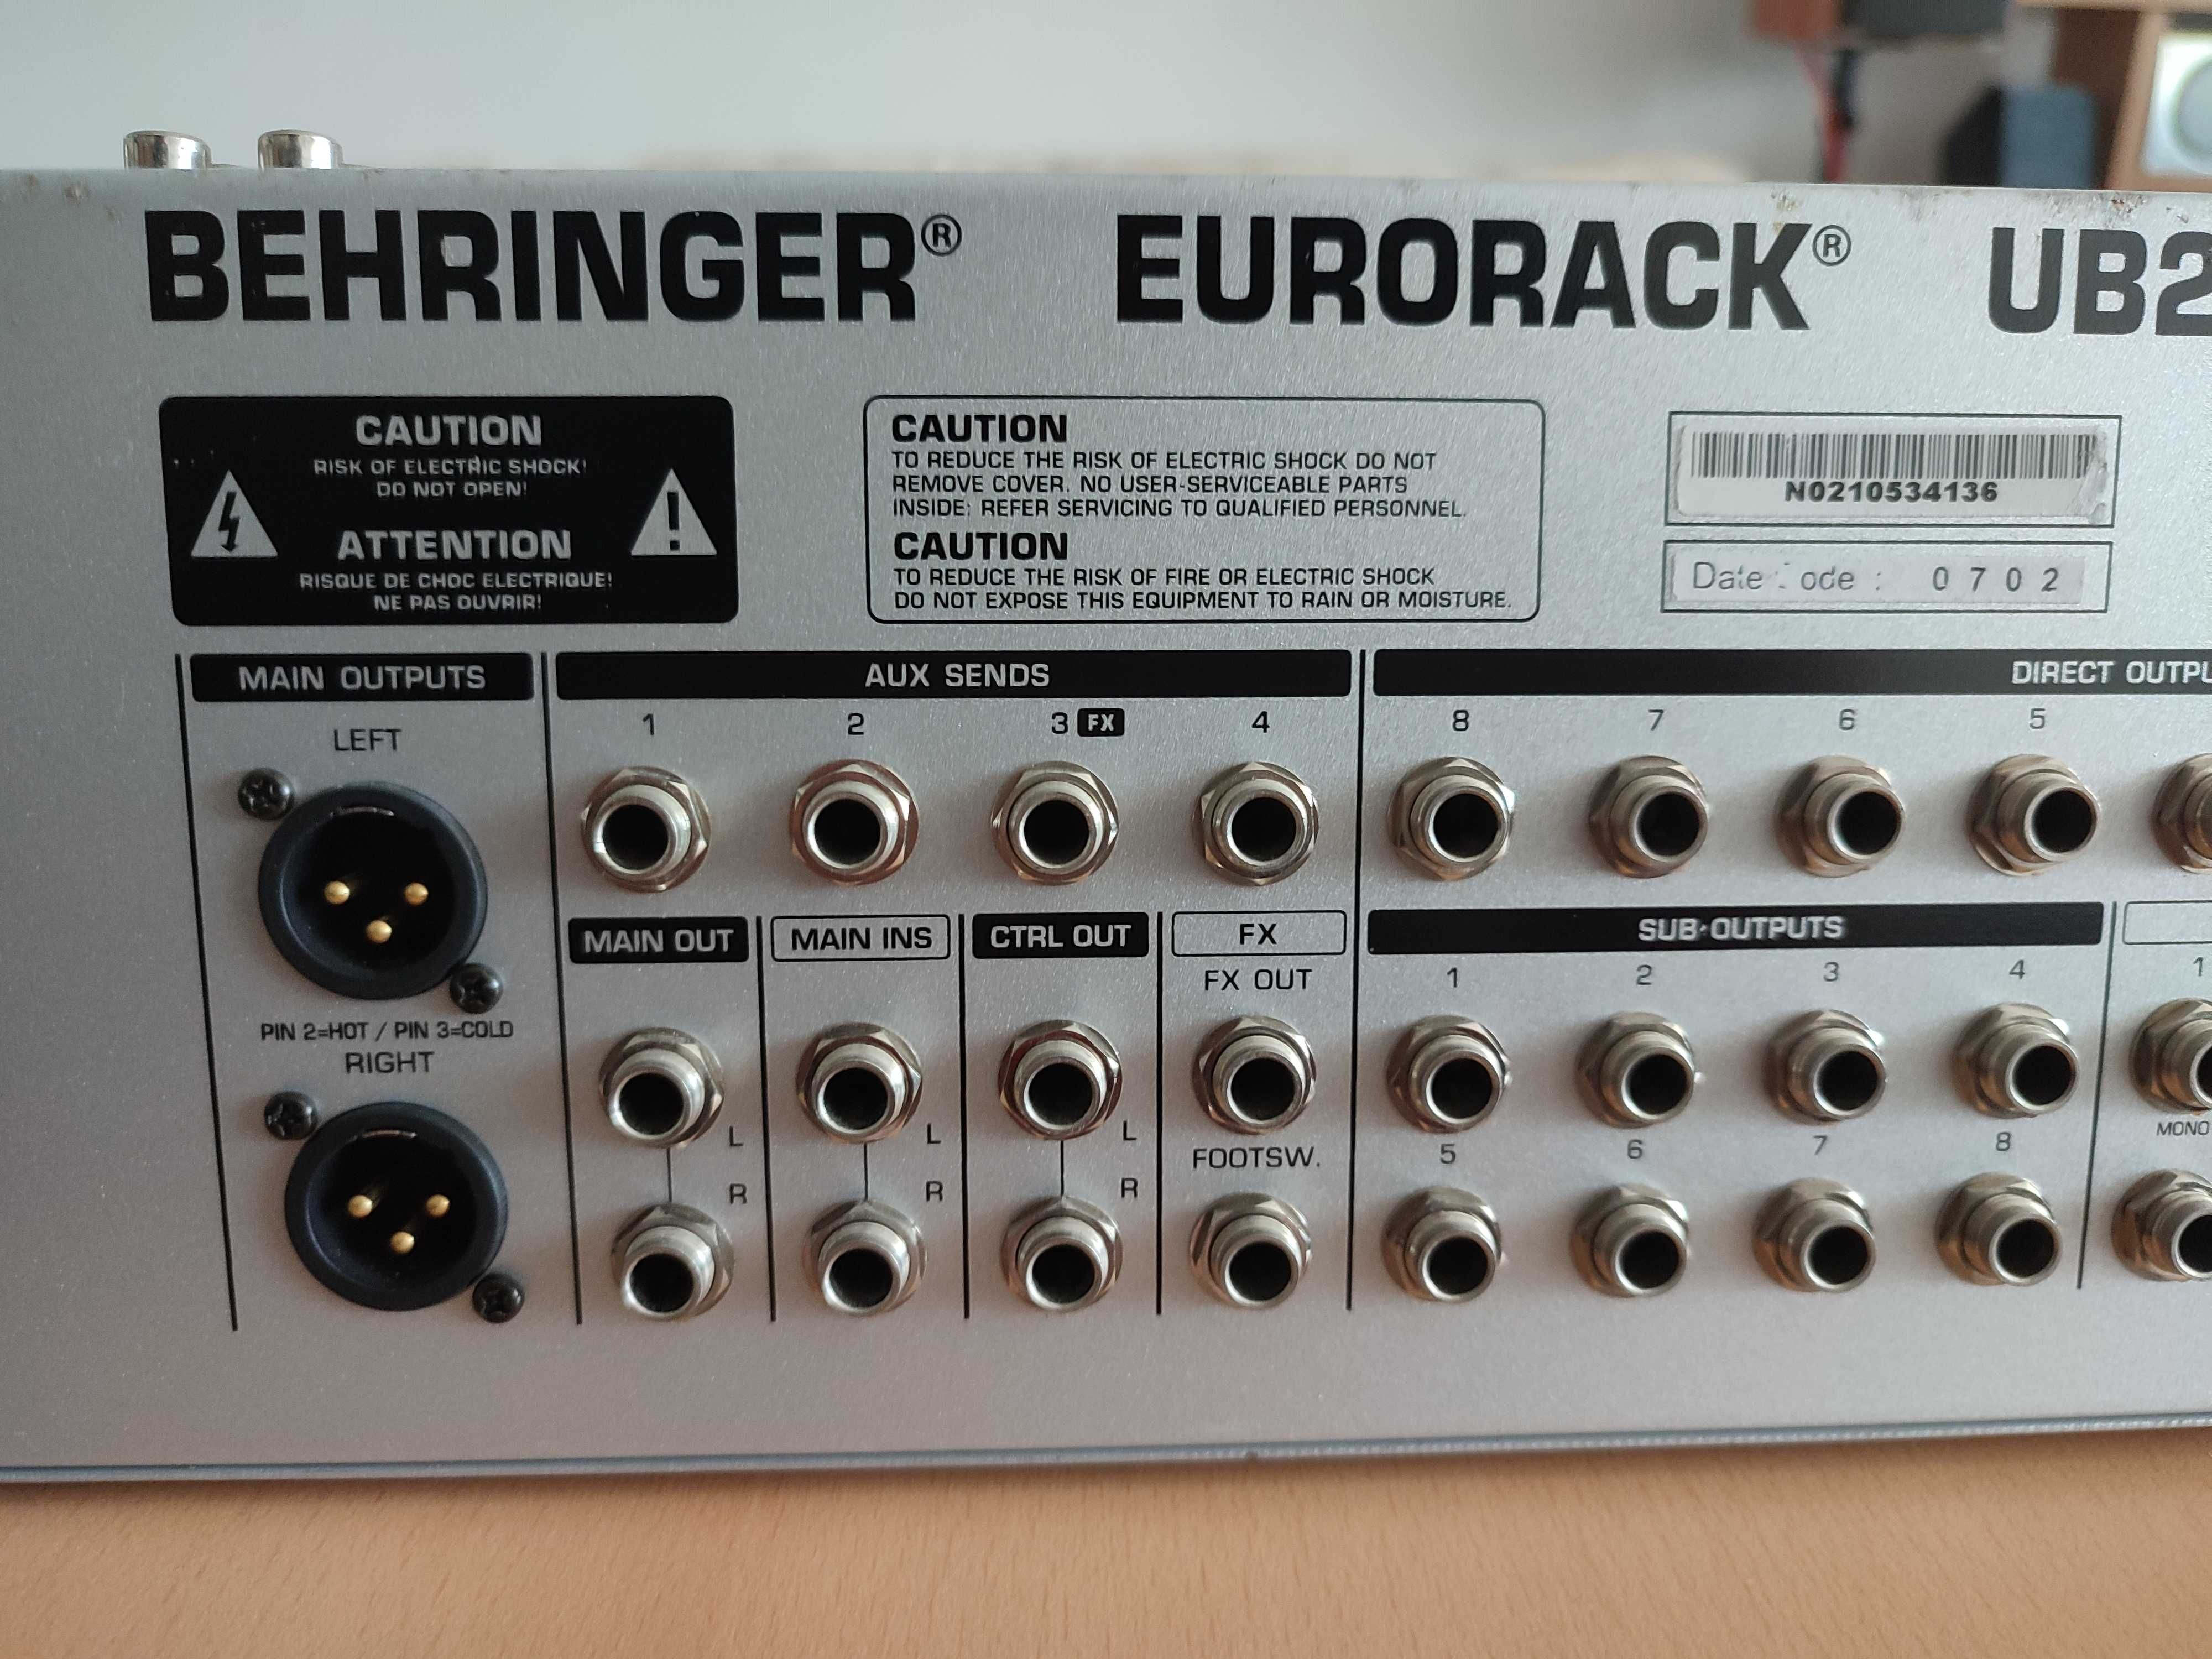 BEHRINGER® EURORACK® UB2
CAUTION
RISK OF ELECTRIC SHOCK!
DO NOT OPEN!
ATTENTION
RISQUE DE CHOC ELECTRIQUE!
NE PAS OUVRIR!
CAUTION
TO REDUCE THE RISK OF ELECTRIC SHOCK DO NOT
REMOVE COVER. NO USER-SERVICEABLE PARTS
INSIDE: REFER SERVICING TO QUALIFIED PERSONNEL.
CAUTION
TO REDUCE THE RISK OF FIRE OR ELECTRIC SHOCK
DO NOT EXPOSE THIS EQUIPMENT TO RAIN OR MOISTURE.
N0210534136
Date Code : 0702
MAIN OUTPUTS
LEFT
PIN 2=HOT / PIN 3=COLD
RIGHT
AUX SENDS
1 2 3 FX 4
MAIN OUT
L
R
MAIN INS
L
R
CTRL OUT
L
R
FX
FX OUT
FOOTSW.
DIRECT OUTPU
8 7 6 5
SUB-OUTPUTS
1 2 3 4
5 6 7 8
1
MONO